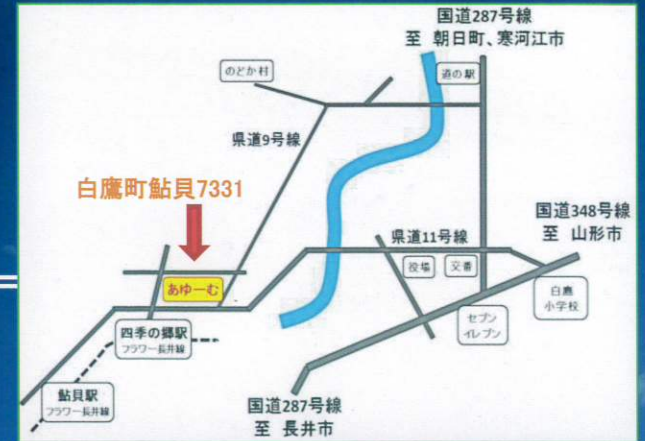 国道287号線
至 朝日町、寒河江市
のどか村
道の駅
県道9号線
白鷹町鮎貝7331
国道348号線
至 山形市
県道11号線
役場
交番
あゆーむ
白鷹
小学校
セブン
イレブン
四季の郷駅
フラワー長井線
鮎貝駅
フラワー長井線
国道287号線
至 長井市